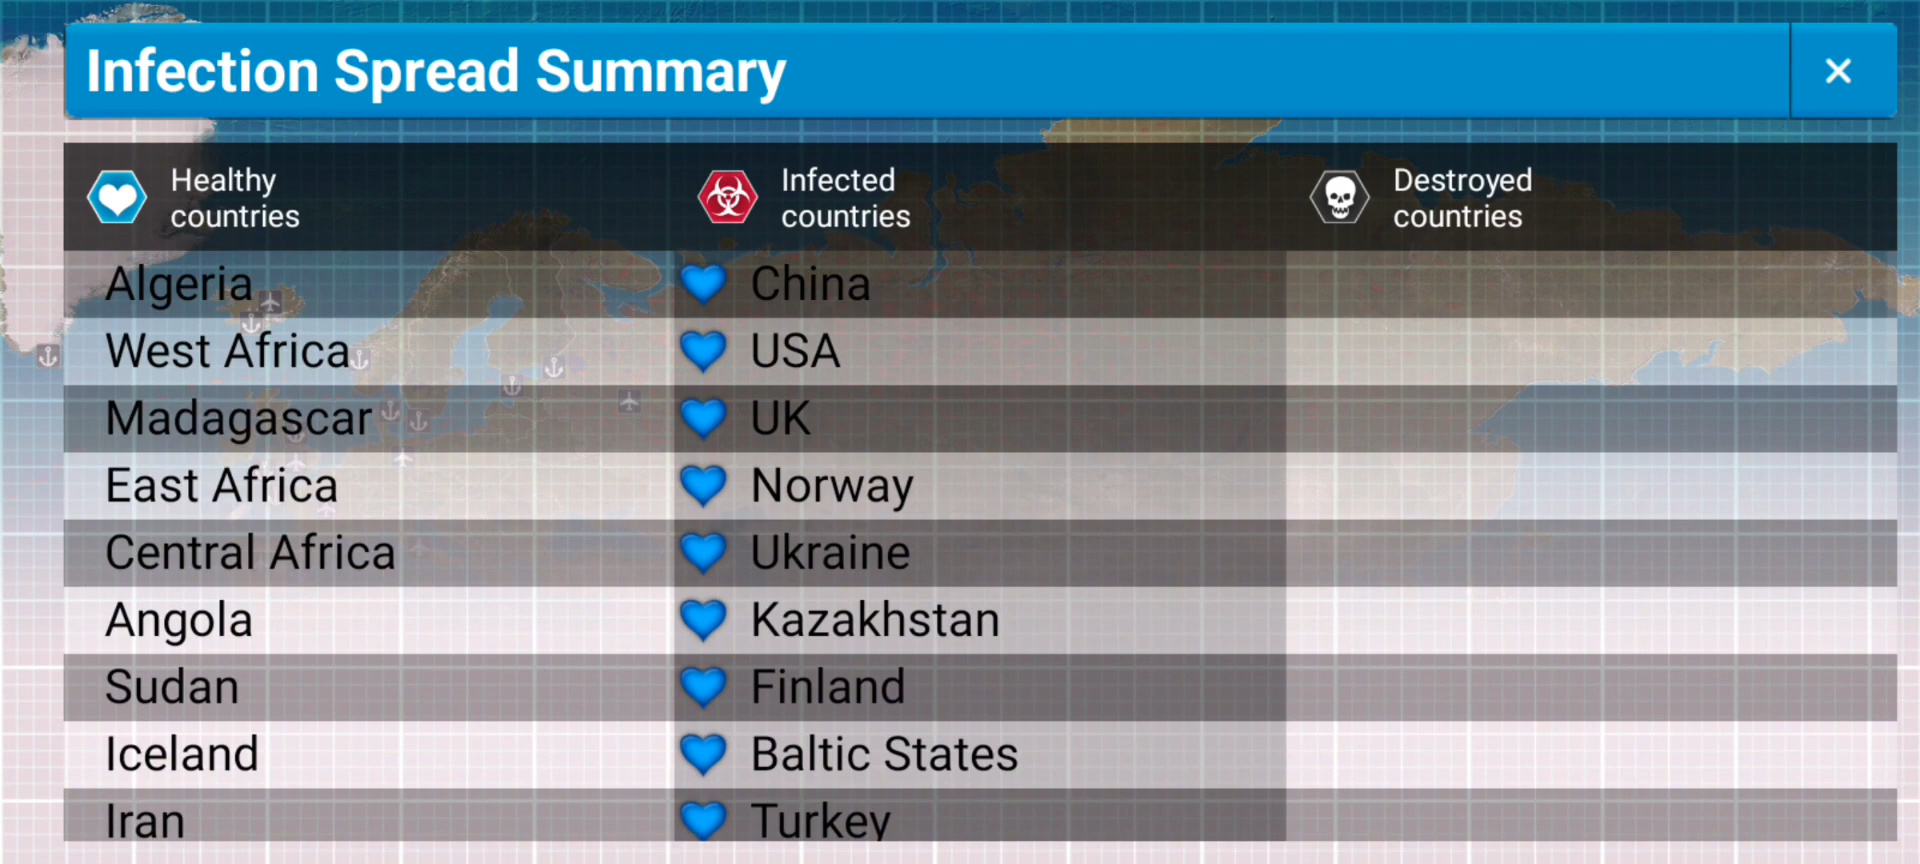 Infection Spread Summary
Healthy
countries
Infected
countries
Destroyed
countries
Algeria
China
West Africa
USA
Madagascar
UK
East Africa
Norway
Central Africa
Ukraine
Angola
Kazakhstan
Sudan
Finland
Iceland
Baltic States
Iran
Turkey